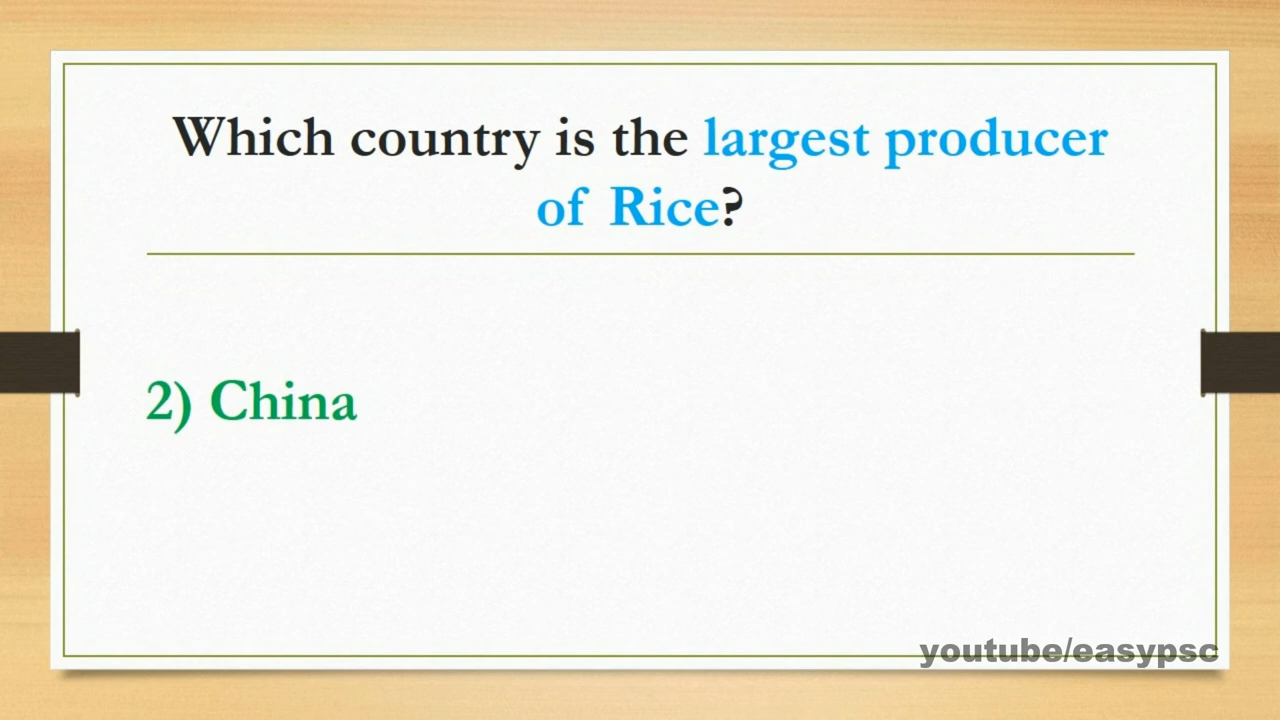 Which country is the largest producer
of Rice?
2) China
youtube/easypsc